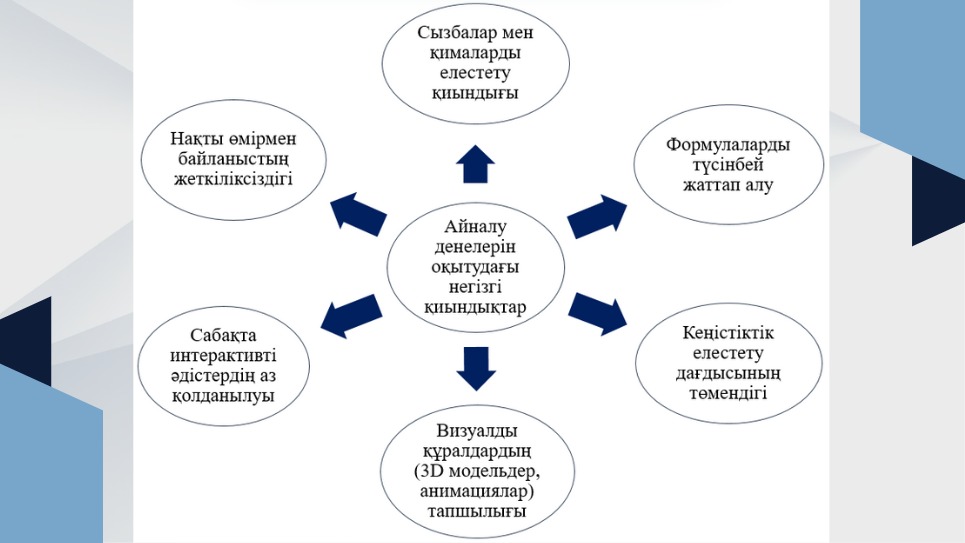 Сызбалар мен
қималарды
елестету
қиындығы
Нақты өмірмен
байланыстың
жеткіліксіздігі
Формулаларды
түсінбей
жаттап алу
Айналу
денелерін
оқытудағы
негізгі
қиындықтар
Сабақта
интерактивті
әдістердің аз
қолданылуы
Кеңістіктік
елестету
дағдысының
төмендігі
Визуалды
құралдардың
(3D модельдер,
анимациялар)
тапшылығы